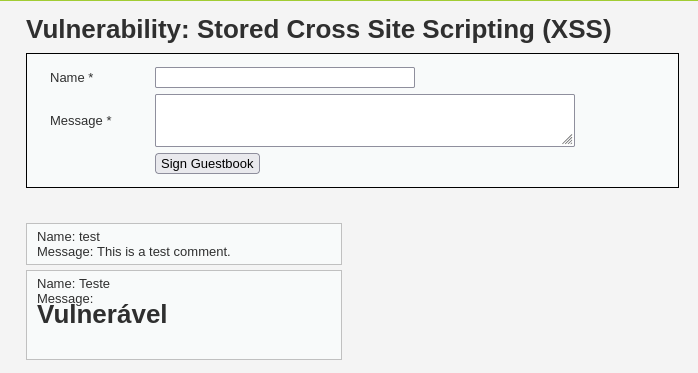 Vulnerability: Stored Cross Site Scripting (XSS)
Name *
Message *
Sign Guestbook
Name: test
Message: This is a test comment.
Name: Teste
Message:
Vulnerável